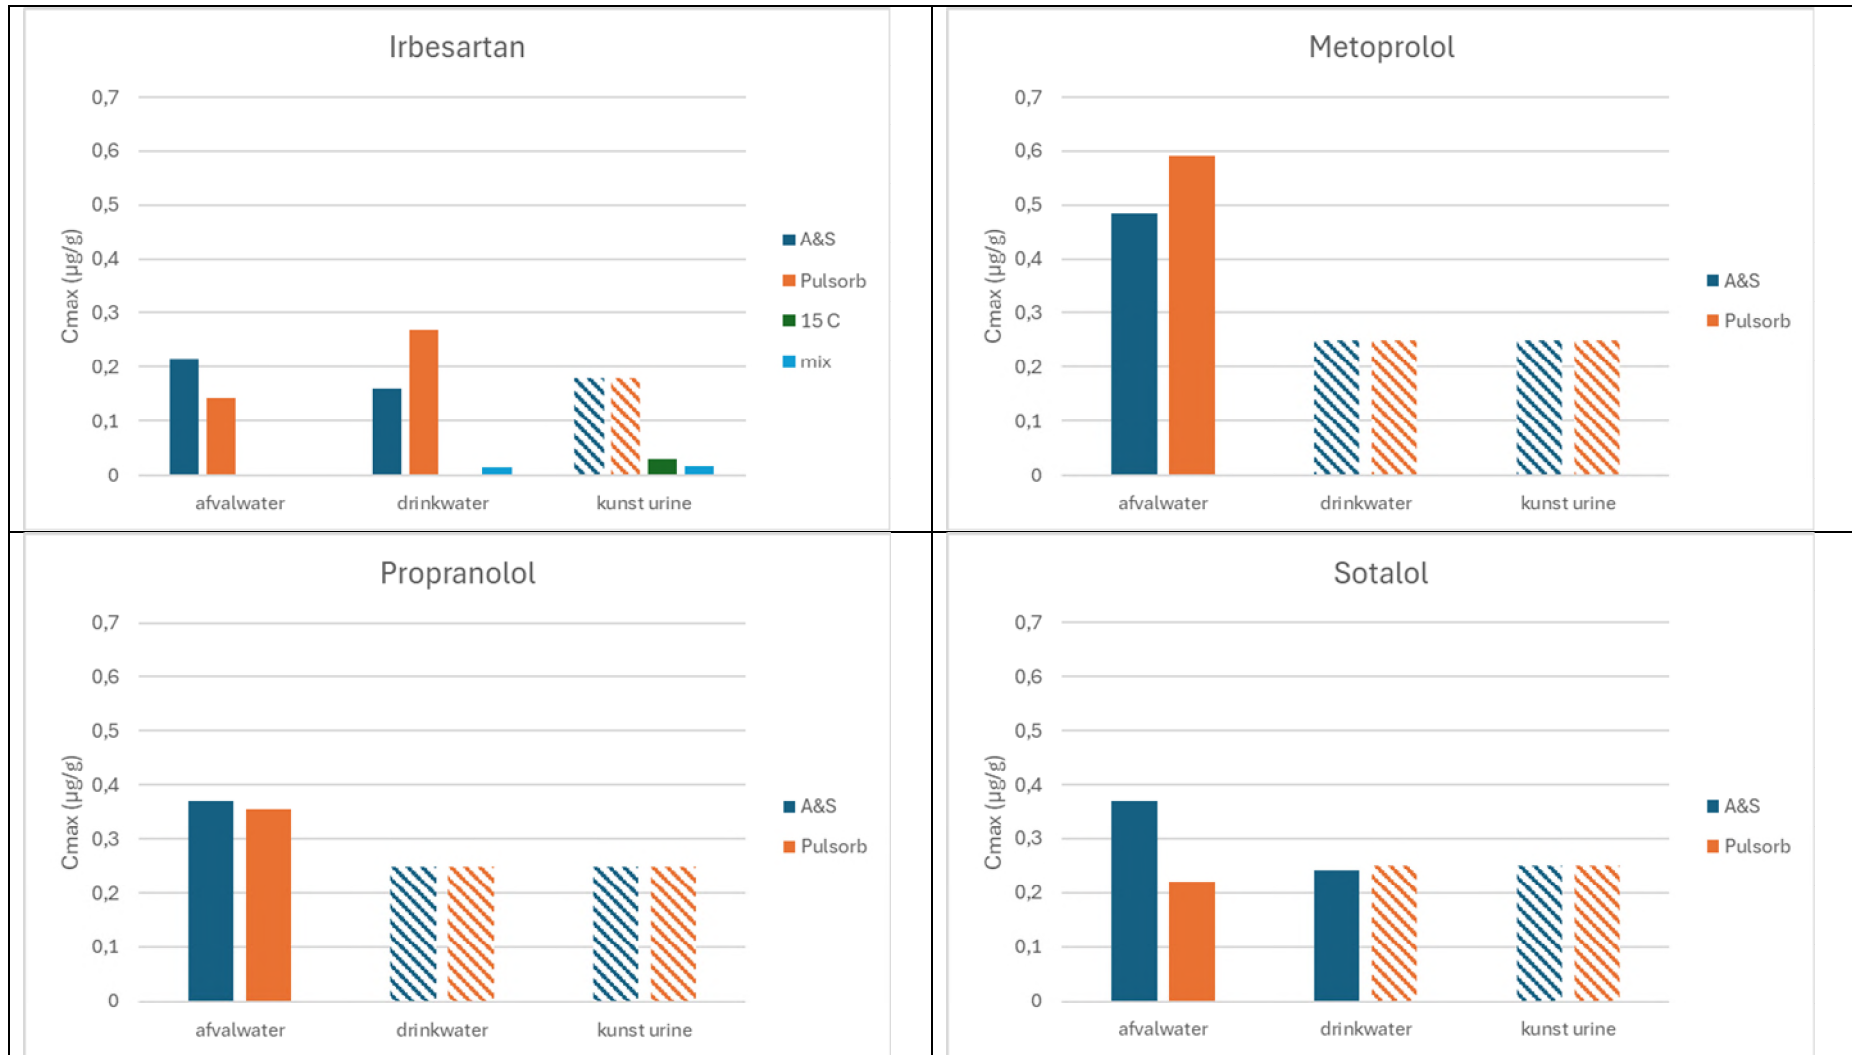 Irbesartan
Cmax (µg/g)
0,7
0,6
0,5
0,4
0,3
0,2
0,1
0
afvalwater drinkwater kunst urine
A&S
Pulsorb
15 C
mix
Metoprolol
Cmax (µg/g)
0,7
0,6
0,5
0,4
0,3
0,2
0,1
0
afvalwater drinkwater kunst urine
A&S
Pulsorb
Propranolol
Cmax (µg/g)
0,7
0,6
0,5
0,4
0,3
0,2
0,1
0
afvalwater drinkwater kunst urine
A&S
Pulsorb
Sotalol
Cmax (µg/g)
0,7
0,6
0,5
0,4
0,3
0,2
0,1
0
afvalwater drinkwater kunst urine
A&S
Pulsorb